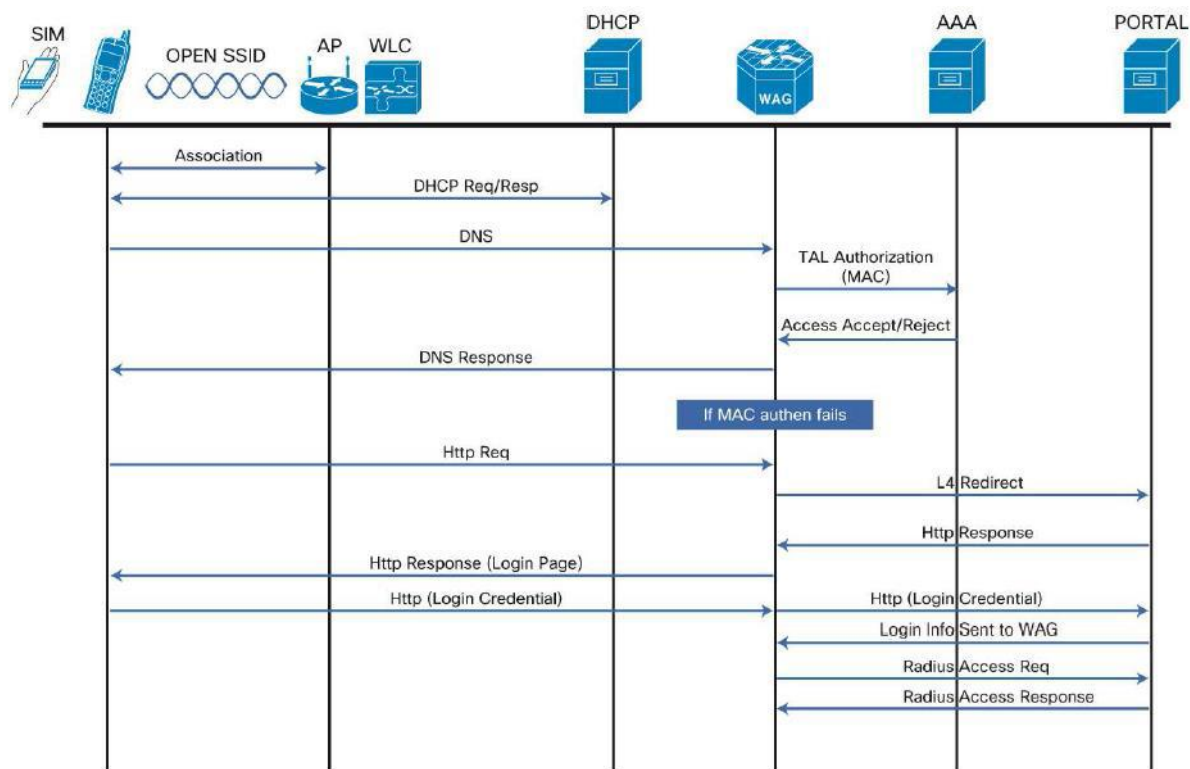 SIM
OPEN SSID
AP
WLC
DHCP
WAG
AAA
PORTAL
Association
DHCP Req/Resp
DNS
TAL Authorization
(MAC)
Access Accept/Reject
DNS Response
If MAC authen fails
Http Req
L4 Redirect
Http Response
Http Response (Login Page)
Http (Login Credential)
Http (Login Credential)
Login Info Sent to WAG
Radius Access Req
Radius Access Response